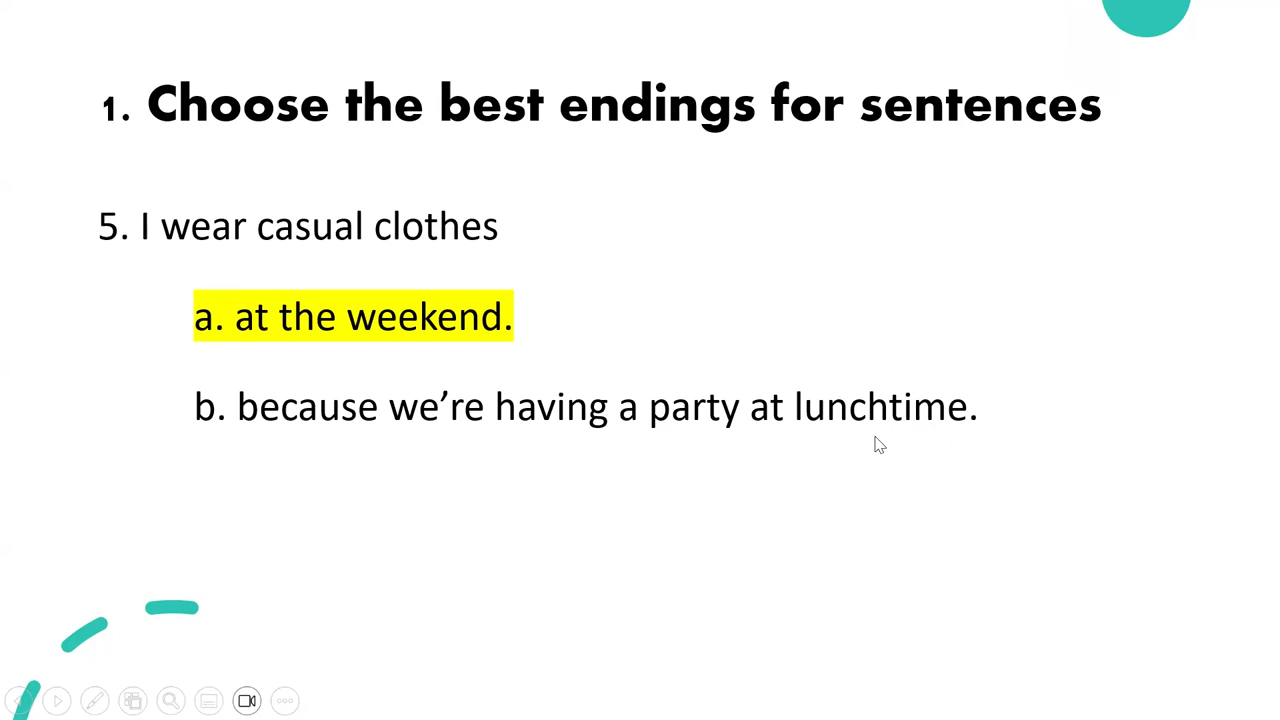 1. Choose the best endings for sentences
5. I wear casual clothes
a. at the weekend.
b. because we’re having a party at lunchtime.